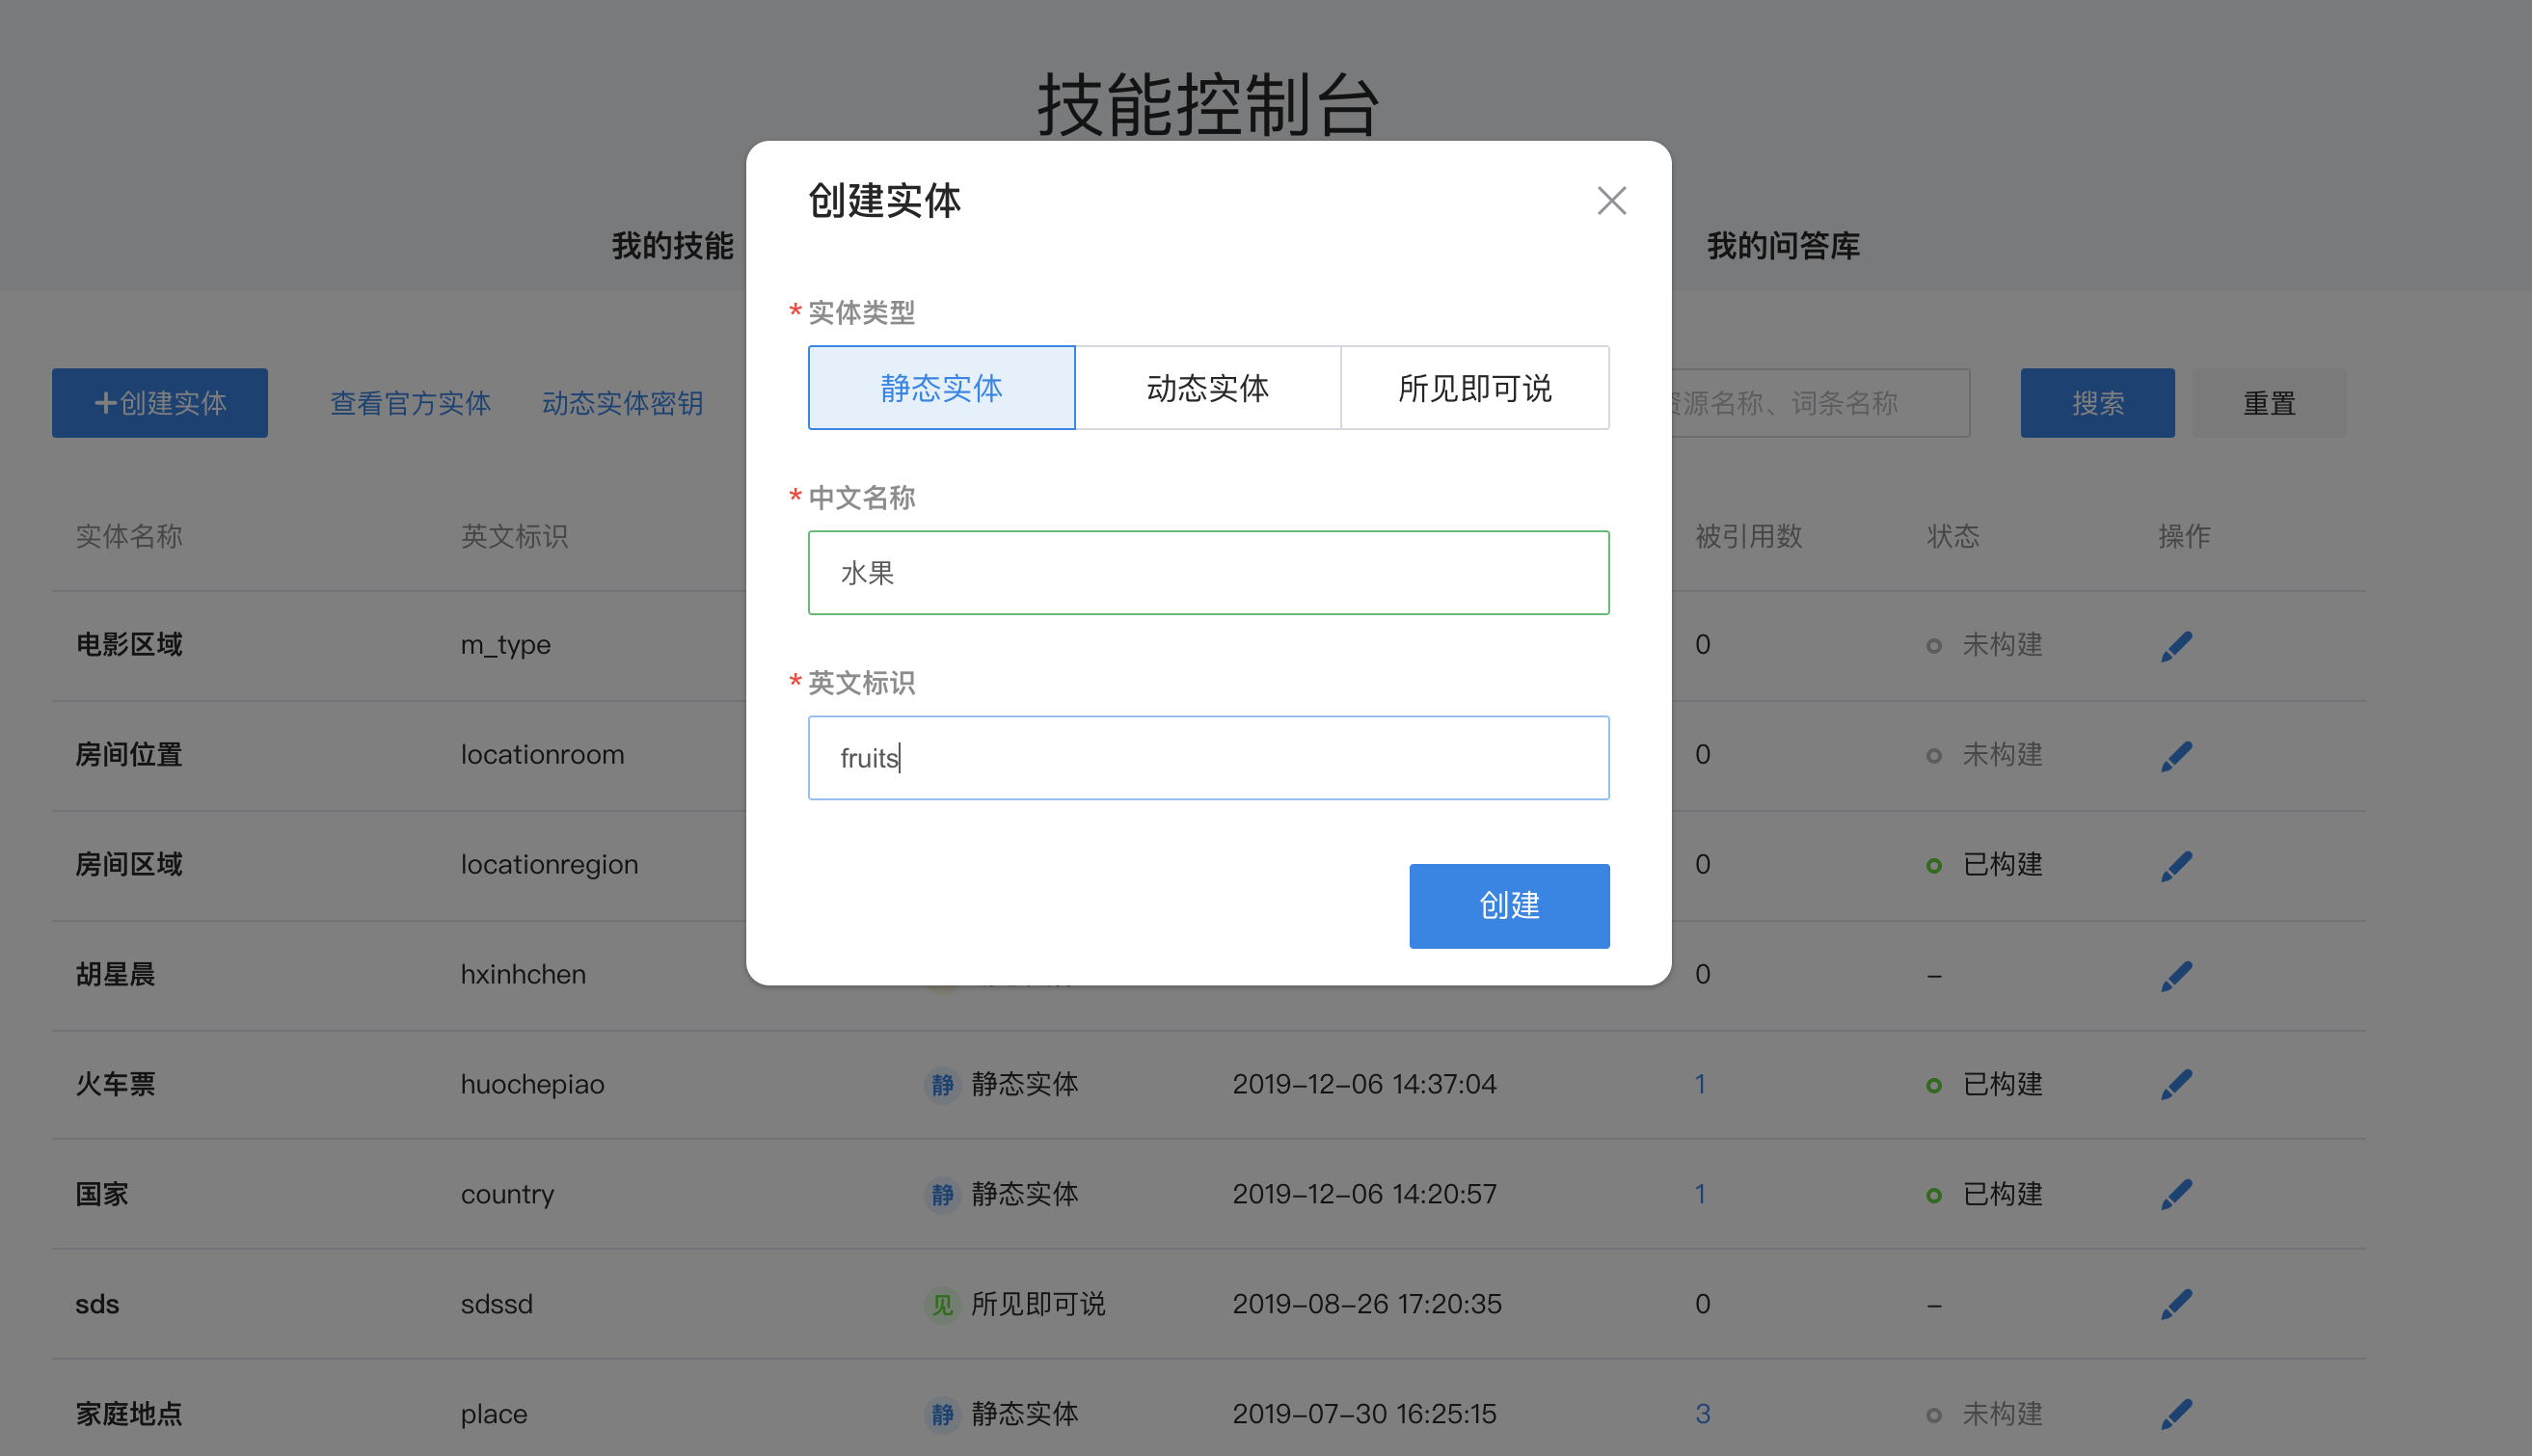 技能控制台
创建实体
我的技能
我的问答库
* 实体类型
静态实体 动态实体 所见即可说
+创建实体 查看官方实体 动态实体密钥
源名称、词条名称 搜索 重置
* 中文名称
水果
实体名称 英文标识 被引用数 状态 操作
电影区域 m_type 0 未构建
* 英文标识
fruits
房间位置 locationroom 0 未构建
房间区域 locationregion 0 已构建
创建
胡星晨 hxinhchen 0 –
火车票 huochepiao 静 静态实体 2019-12-06 14:37:04 1 已构建
国家 country 静 静态实体 2019-12-06 14:20:57 1 已构建
sds sdssd 见 所见即可说 2019-08-26 17:20:35 0 –
家庭地点 place 静 静态实体 2019-07-30 16:25:15 3 未构建